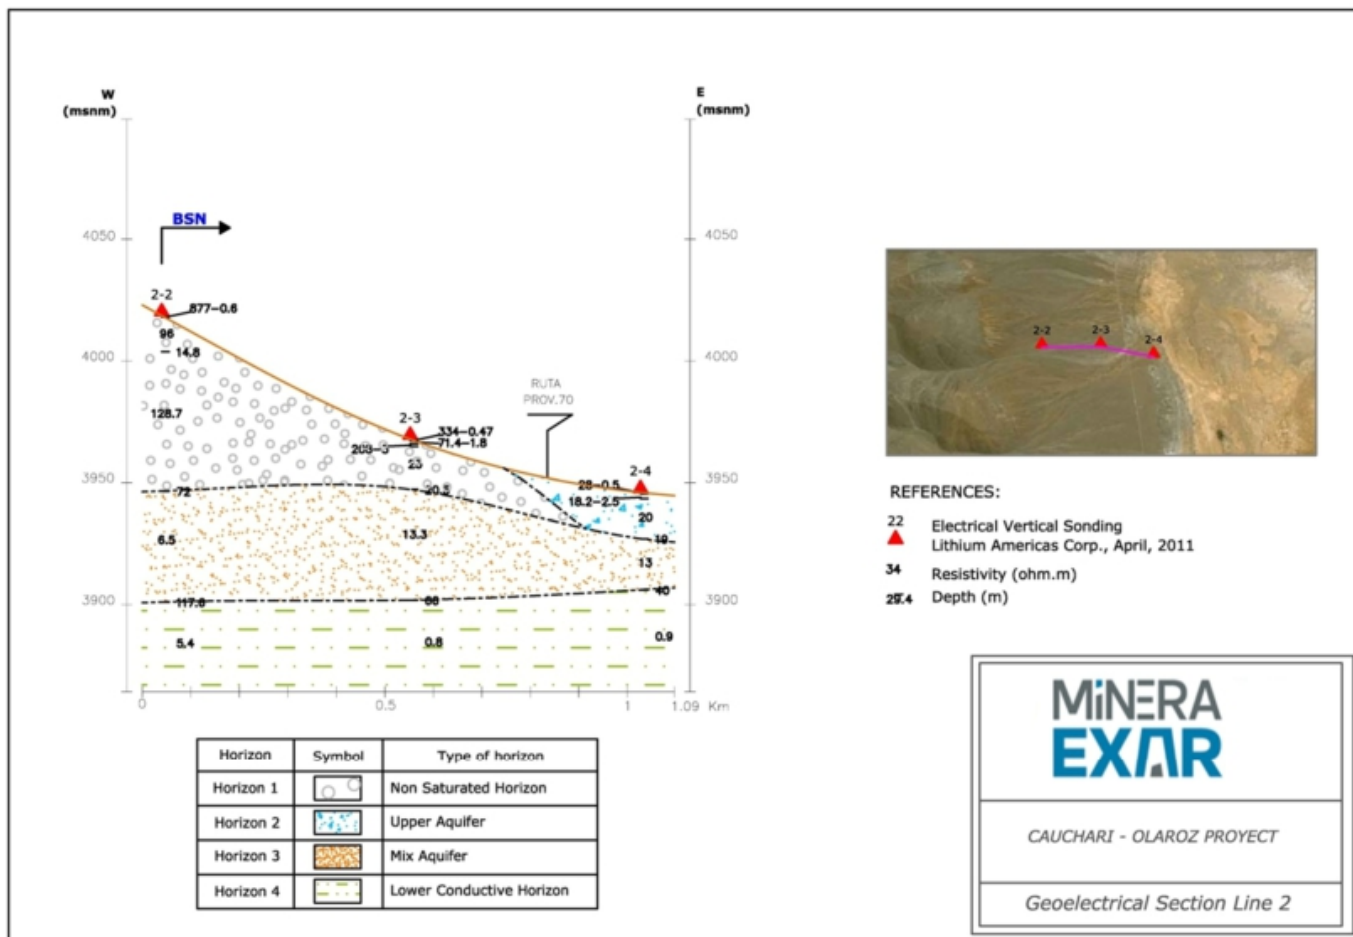 W
(msnm)
E
(msnm)
BSN
4050
4050
2-2
877-0.6
96
14.8
4000
4000
128.7
RUTA
PROV.70
2-3
334-0.47
71.4-1.8
203-3
23
3950
3950
2-4
28-0.5
18.2-2.5
20
72
20.3
19
6.5
13.3
13
40
3900
3900
117.6
68
5.4
0.8
0.9
0
0.5
1
1.09 Km
2-2
2-3
2-4
REFERENCES:
22 Electrical Vertical Sonding
Lithium Americas Corp., April, 2011
34 Resistivity (ohm.m)
29.4 Depth (m)
Horizon Symbol Type of horizon
Horizon 1 Non Saturated Horizon
Horizon 2 Upper Aquifer
Horizon 3 Mix Aquifer
Horizon 4 Lower Conductive Horizon
MINERA
EXAR
CAUCHARI - OLAROZ PROYECT
Geoelectrical Section Line 2